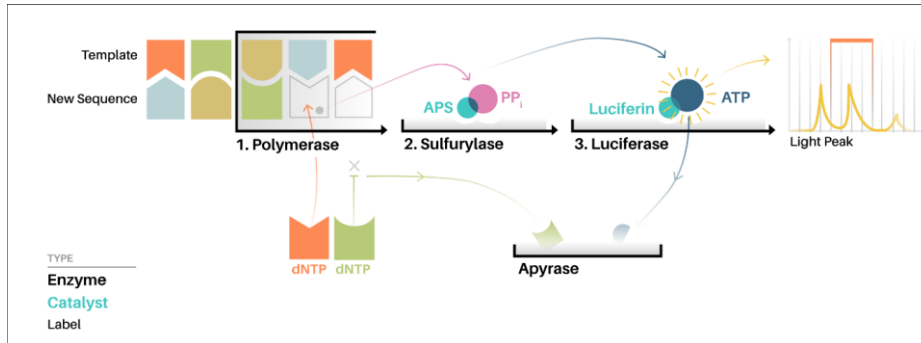 Template
New Sequence
1. Polymerase
APS
PPi
2. Sulfurylase
Luciferin
ATP
3. Luciferase
Light Peak
dNTP
dNTP
Apyrase
TYPE
Enzyme
Catalyst
Label